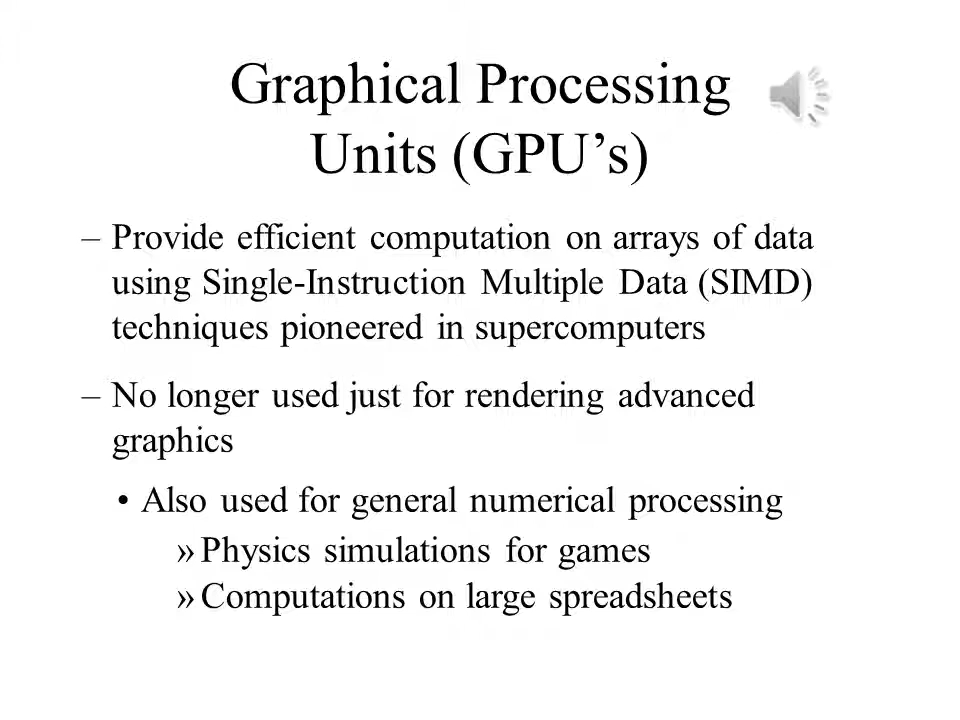 Graphical Processing
Units (GPU’s)
– Provide efficient computation on arrays of data
using Single-Instruction Multiple Data (SIMD)
techniques pioneered in supercomputers
– No longer used just for rendering advanced
graphics
• Also used for general numerical processing
» Physics simulations for games
» Computations on large spreadsheets